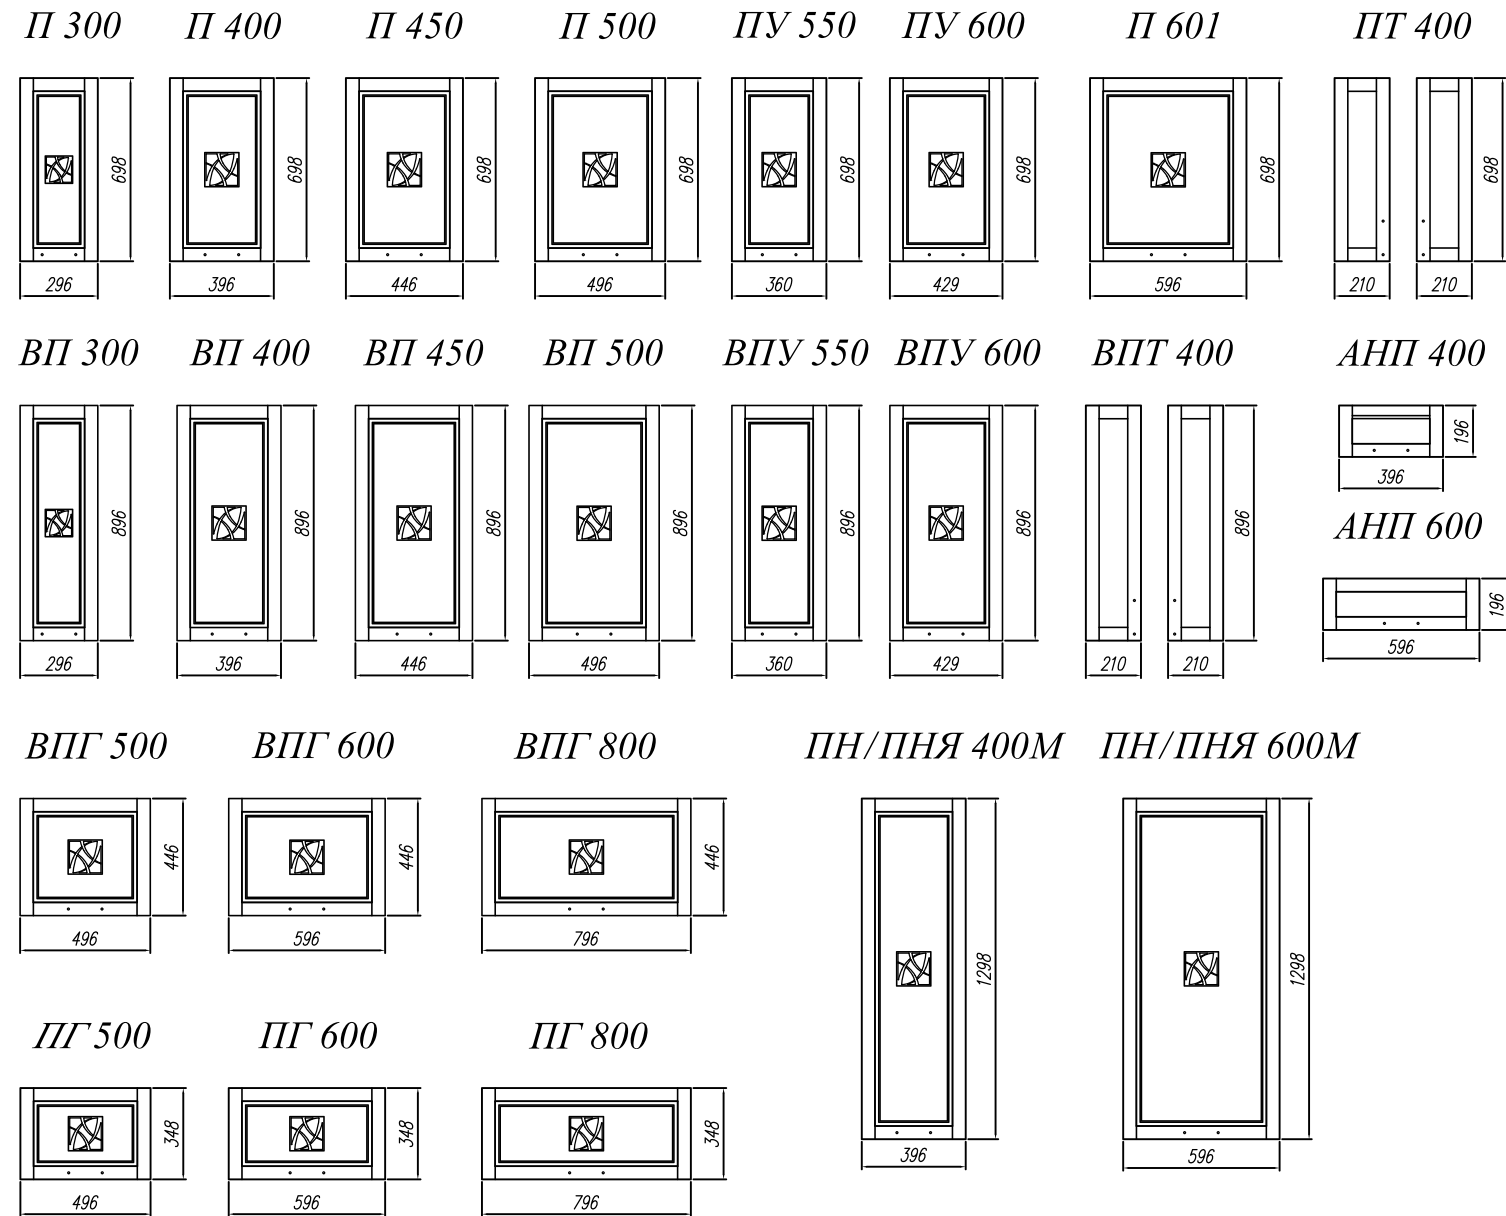 П 300 П 400 П 450 П 500 ПУ 550 ПУ 600 П 601 ПТ 400
698 698 698 698 698 698 698 698
296 396 446 496 360 429 596 210 210
ВП 300 ВП 400 ВП 450 ВП 500 ВПУ 550 ВПУ 600 ВПТ 400 АНП 400
896 896 896 896 896 896 896 196
396
АНП 600
196
296 396 446 496 360 429 210 210 596
ВПГ 500 ВПГ 600 ВПГ 800 ПН/ПНЯ 400М ПН/ПНЯ 600М
446 446 446 1298 1298
496 596 796
ПГ 500 ПГ 600 ПГ 800
348 348 348
396 596
496 596 796